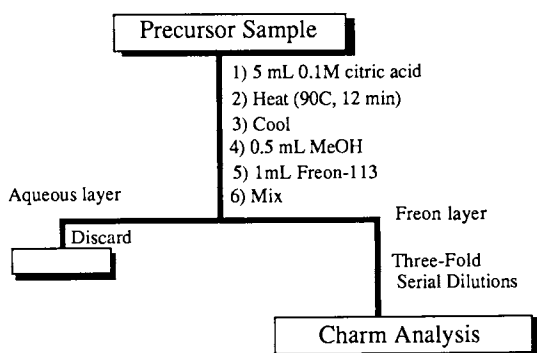 Precursor Sample
1) 5 mL 0.1M citric acid
2) Heat (90C, 12 min)
3) Cool
4) 0.5 mL MeOH
5) 1mL Freon-113
6) Mix
Aqueous layer
Freon layer
Discard
Three-Fold
Serial Dilutions
Charm Analysis